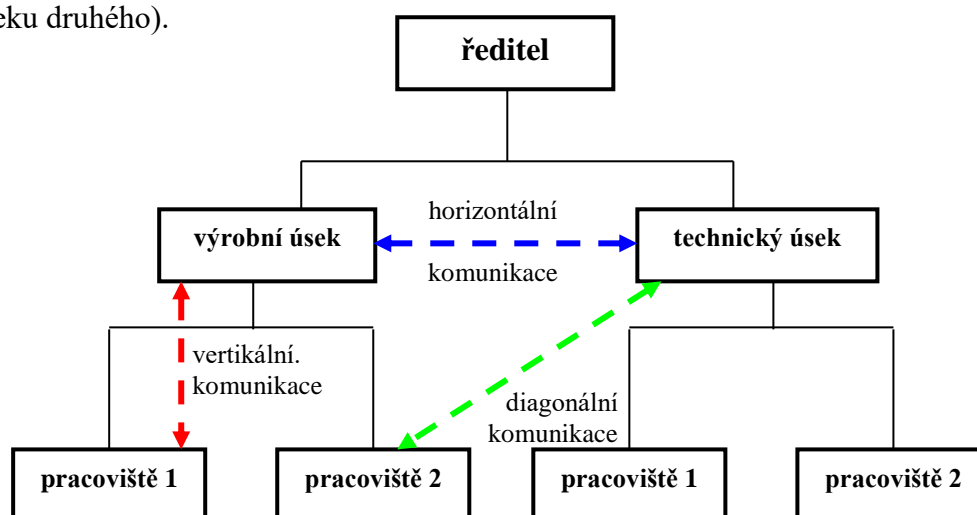 eku druhého).
ředitel
horizontální
výrobní úsek
technický úsek
komunikace
vertikální.
komunikace
diagonální
komunikace
pracoviště 1
pracoviště 2
pracoviště 1
pracoviště 2